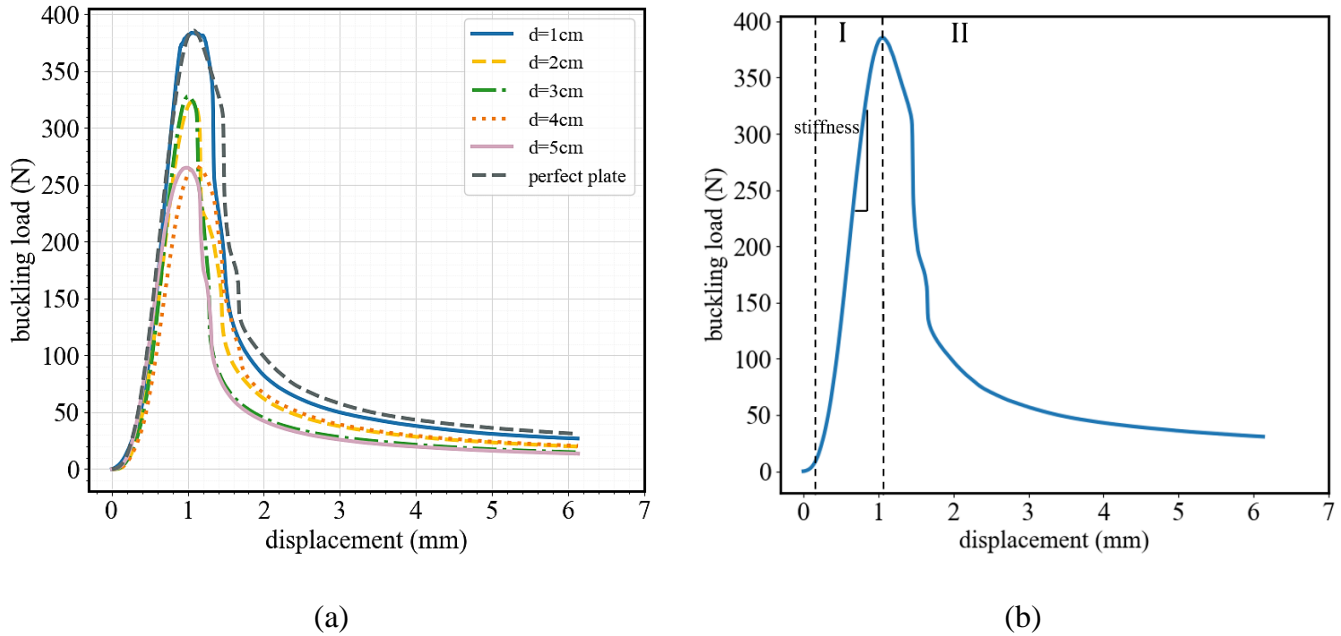 400
350
300
250
200
150
100
50
0
buckling load (N)
d=1cm
d=2cm
d=3cm
d=4cm
d=5cm
perfect plate
0 1 2 3 4 5 6 7
displacement (mm)
(a)
400
350
300
250
200
150
100
50
0
buckling load (N)
I II
stiffness
0 1 2 3 4 5 6 7
displacement (mm)
(b)